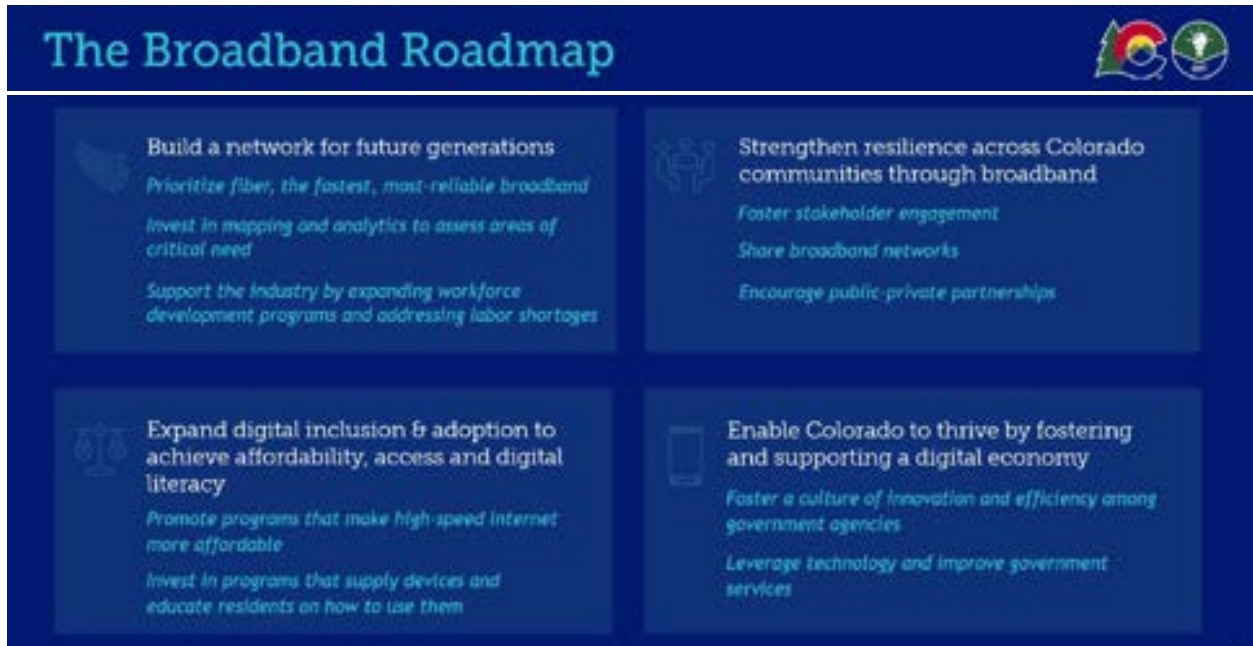 The Broadband Roadmap
Build a network for future generations
Prioritize fiber, the fastest, most-reliable broadband
Invest in mapping and analytics to assess areas of
critical need
Support the industry by expanding workforce
development programs and addressing labor shortages
Strengthen resilience across Colorado
communities through broadband
Foster stakeholder engagement
Share broadband networks
Encourage public-private partnerships
Expand digital inclusion & adoption to
achieve affordability, access and digital
literacy
Promote programs that make high-speed internet
more affordable
Invest in programs that supply devices and
educate residents on how to use them
Enable Colorado to thrive by fostering
and supporting a digital economy
Foster a culture of innovation and efficiency among
government agencies
Leverage technology and improve government
services